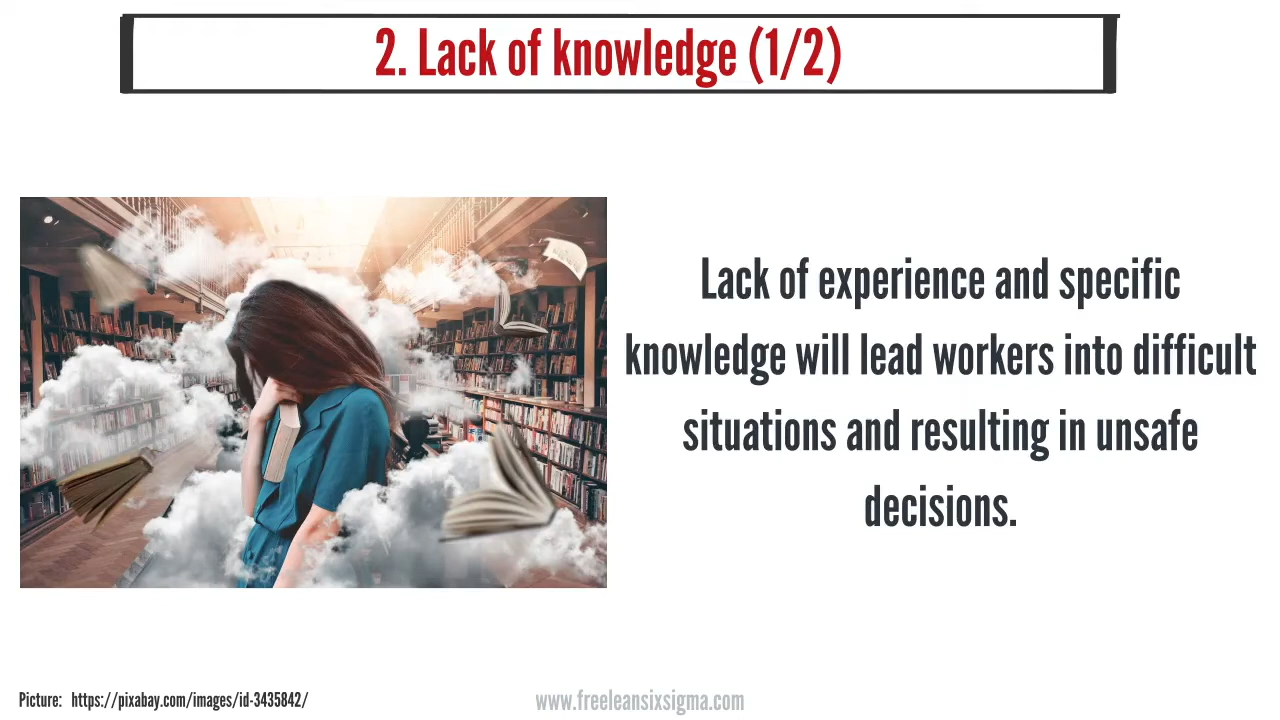 2. Lack of knowledge (1/2)
Lack of experience and specific
knowledge will lead workers into difficult
situations and resulting in unsafe
decisions.
Picture: https://pixabay.com/images/id-3435842/
www.freeleansixsigma.com